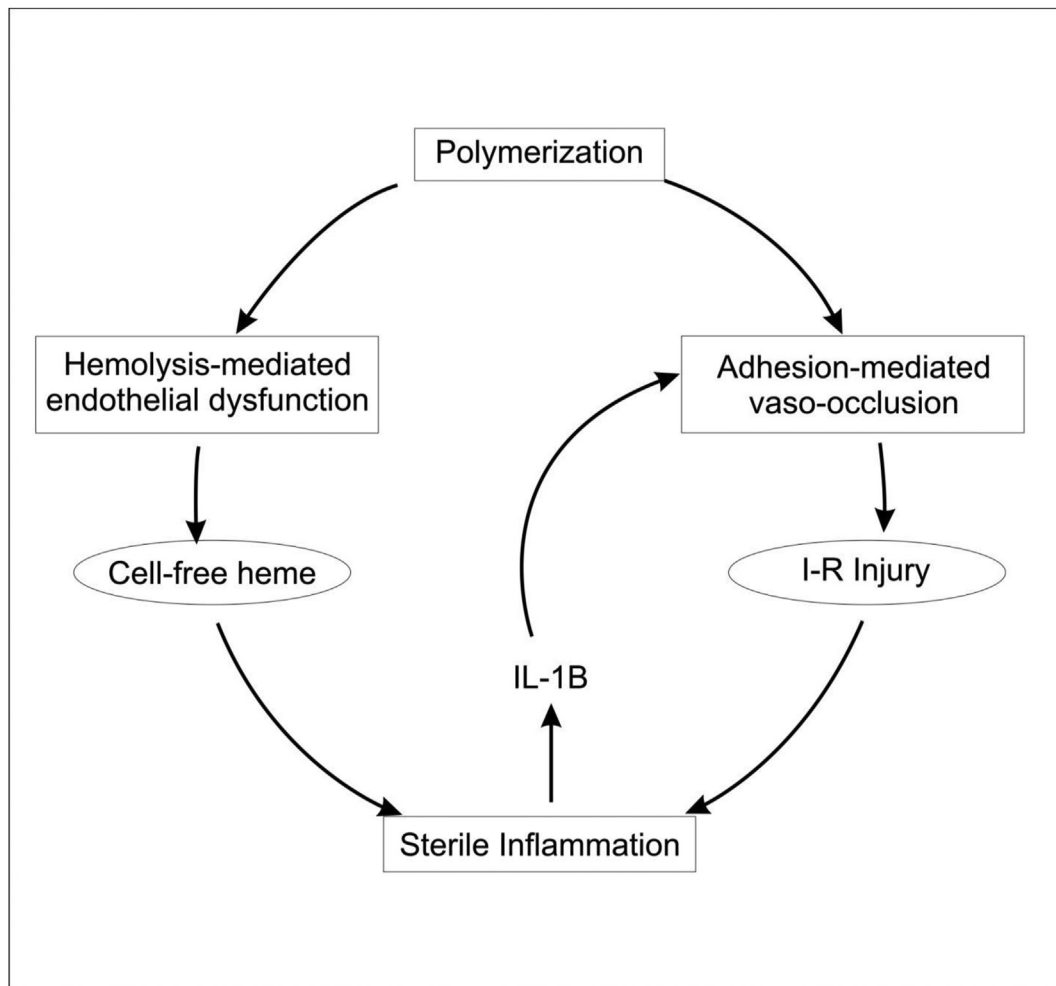 Polymerization
Hemolysis-mediated
endothelial dysfunction
Adhesion-mediated
vaso-occlusion
Cell-free heme
I-R Injury
IL-1B
Sterile Inflammation